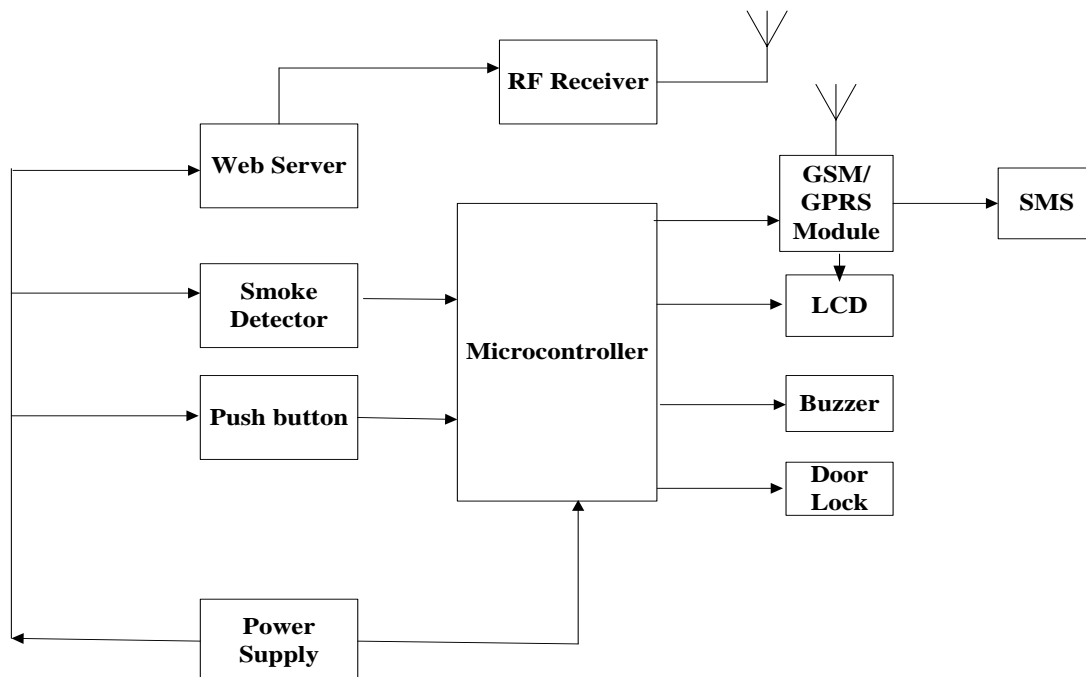 RF Receiver
Web Server
GSM/
GPRS
Module
SMS
Smoke
Detector
LCD
Microcontroller
Push button
Buzzer
Door
Lock
Power
Supply